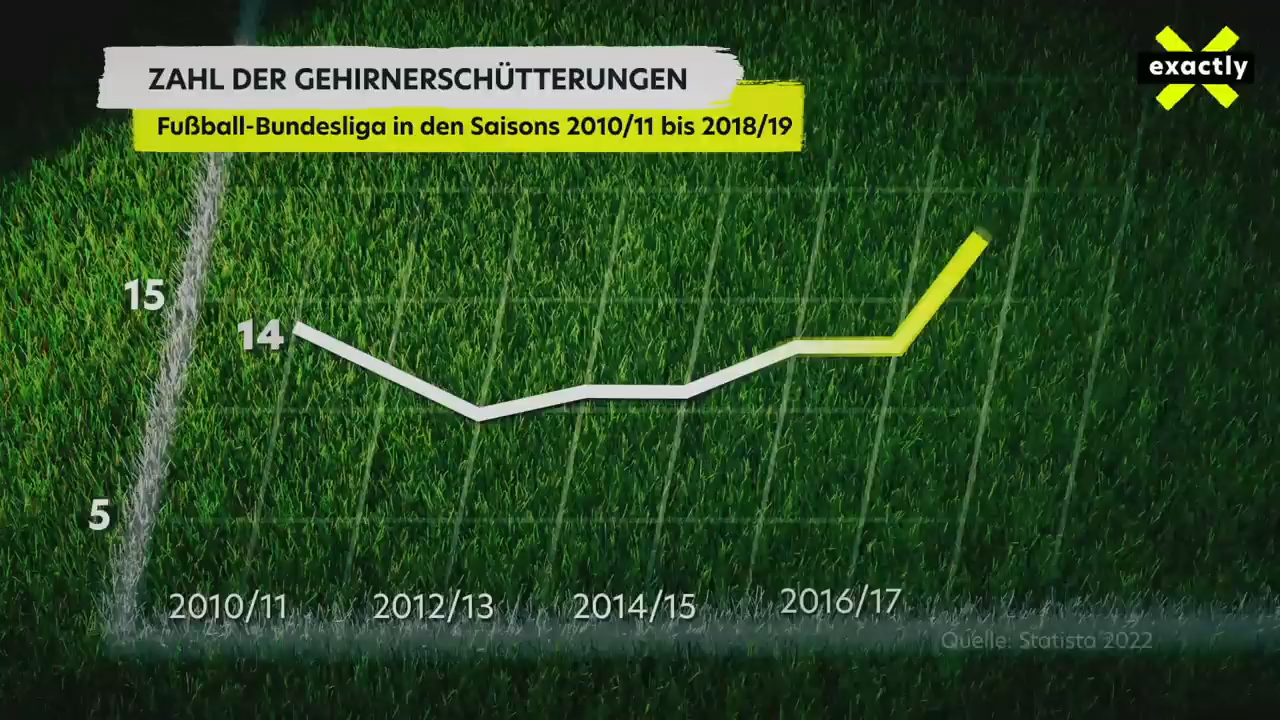 ZAHL DER GEHIRNERSCHÜTTERUNGEN
exactly
Fußball-Bundesliga in den Saisons 2010/11 bis 2018/19
15
14
5
2010/11 2012/13 2014/15 2016/17
Quelle: Statista 2022